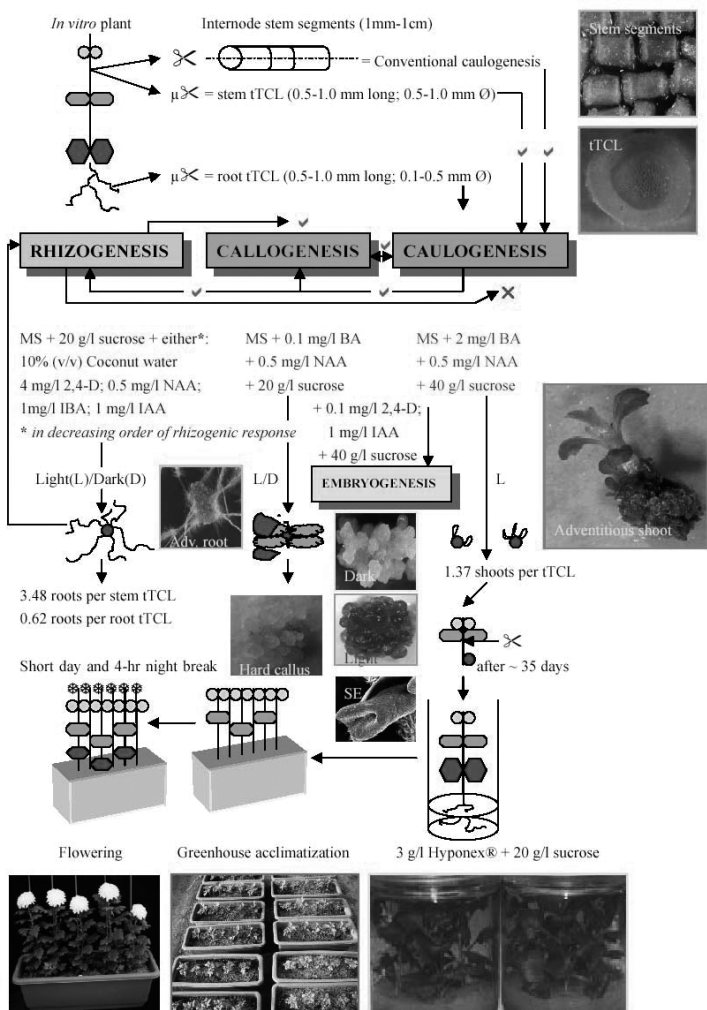 In vitro plant
Internode stem segments (1mm-1cm)
= Conventional caulogenesis
Stem segments
µ = stem tTCL (0.5-1.0 mm long; 0.5-1.0 mm Ø)
tTCL
µ = root tTCL (0.5-1.0 mm long; 0.1-0.5 mm Ø)
RHIZOGENESIS
CALLOGENESIS
CAULOGENESIS
MS + 20 g/l sucrose + either*:
10% (v/v) Coconut water
4 mg/l 2,4-D; 0.5 mg/l NAA;
1mg/l IBA; 1 mg/l IAA
* in decreasing order of rhizogenic response
MS + 0.1 mg/l BA
+ 0.5 mg/l NAA
+ 20 g/l sucrose
MS + 2 mg/l BA
+ 0.5 mg/l NAA
+ 40 g/l sucrose
+ 0.1 mg/l 2,4-D;
1 mg/l IAA
+ 40 g/l sucrose
EMBRYOGENESIS
Light(L)/Dark(D)
L/D
L
Adv. root
Dark
Adventitious shoot
1.37 shoots per tTCL
3.48 roots per stem tTCL
0.62 roots per root tTCL
Hard callus
Light
after ~ 35 days
Short day and 4-hr night break
SE
Flowering
Greenhouse acclimatization
3 g/l Hyponex® + 20 g/l sucrose